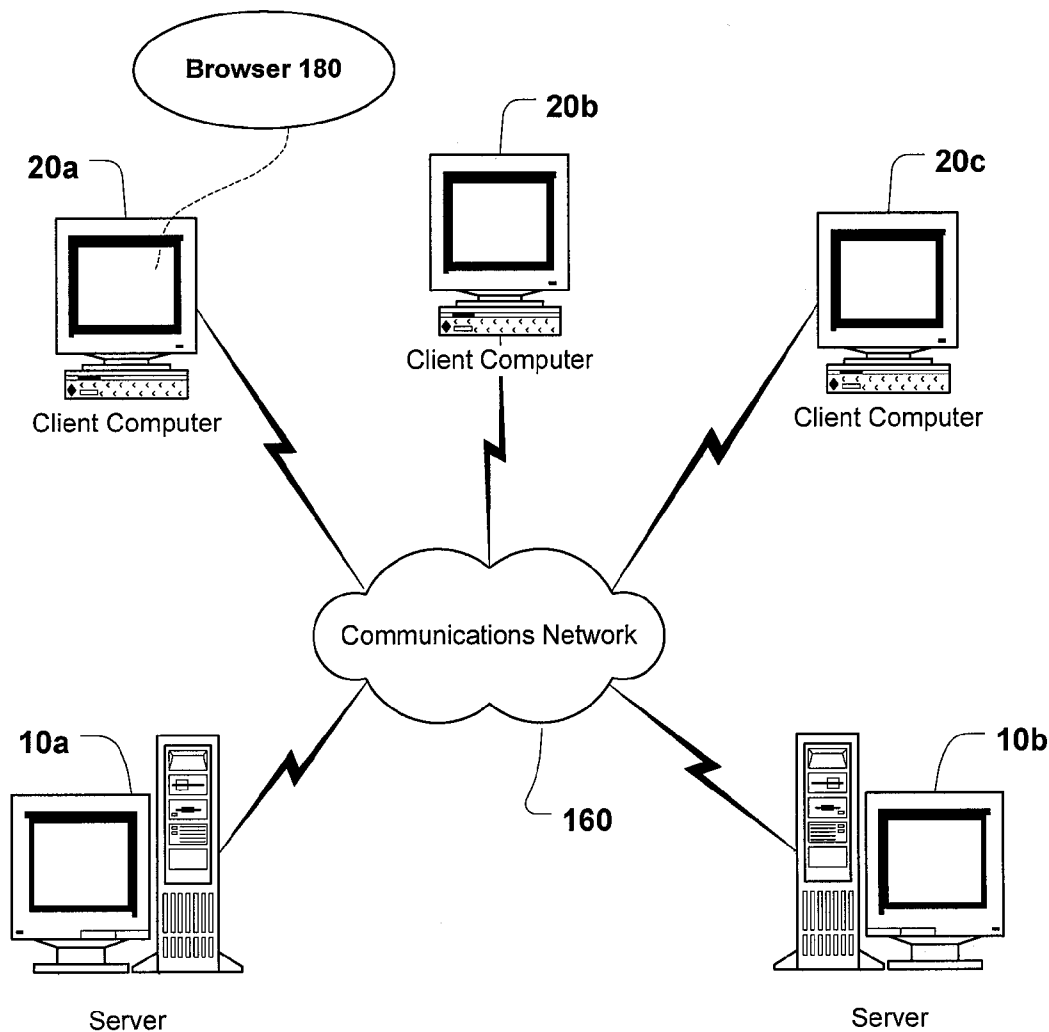 Browser 180
20b
20a
20c
Client Computer
Client Computer
Client Computer
Communications Network
10a
10b
160
Server
Server